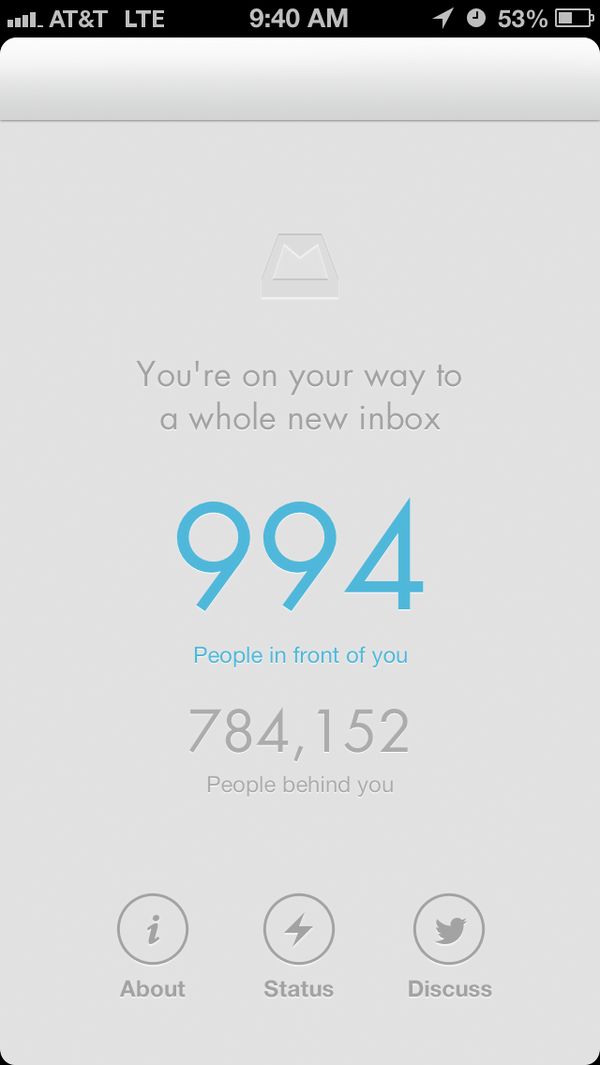 AT&T LTE 9:40 AM 53%
You're on your way to
a whole new inbox
994
People in front of you
784,152
People behind you
About Status Discuss